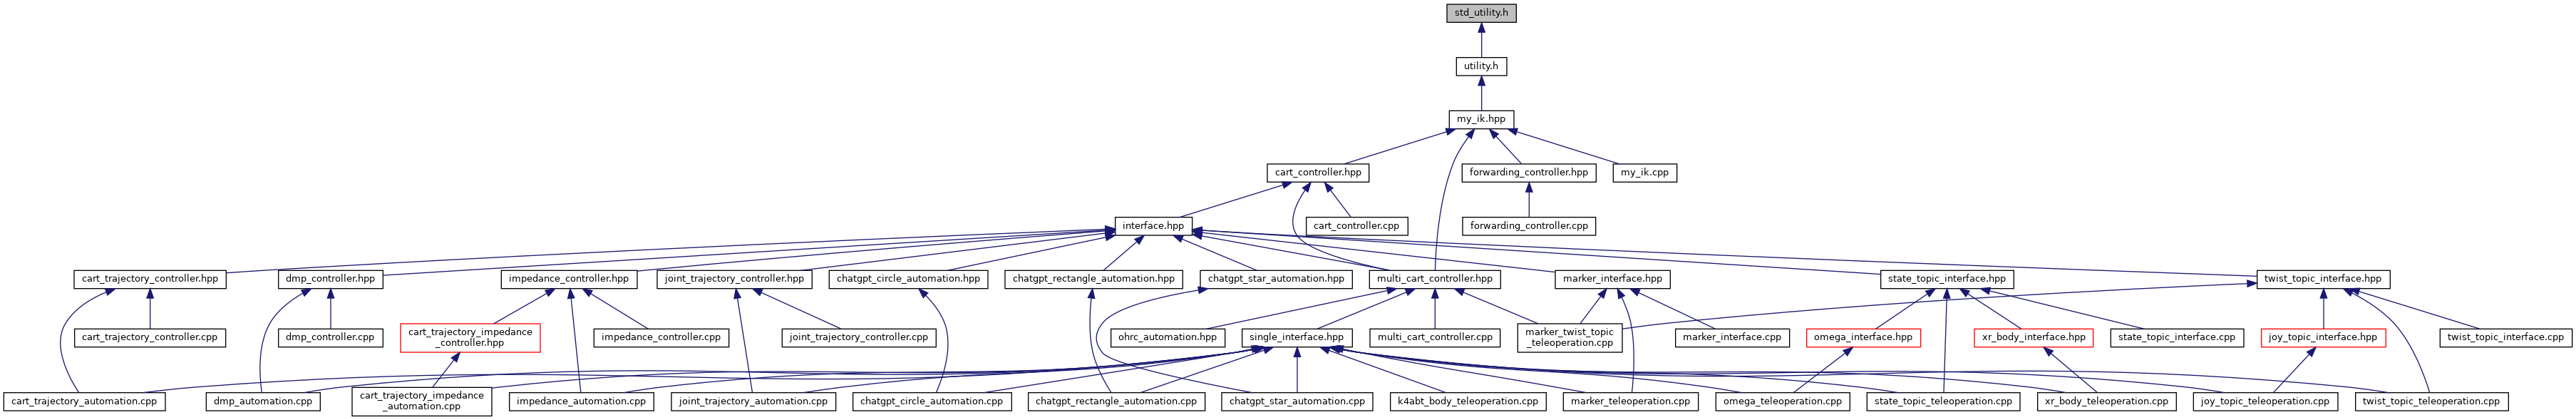 std_utility.h
utility.h
my_ik.hpp
cart_controller.hpp
forwarding_controller.hpp
my_ik.cpp
interface.hpp
cart_controller.cpp
forwarding_controller.cpp
cart_trajectory_controller.hpp
dmp_controller.hpp
impedance_controller.hpp
joint_trajectory_controller.hpp
chatgpt_circle_automation.hpp
chatgpt_rectangle_automation.hpp
chatgpt_star_automation.hpp
multi_cart_controller.hpp
marker_interface.hpp
state_topic_interface.hpp
twist_topic_interface.hpp
cart_trajectory_controller.cpp
dmp_controller.cpp
cart_trajectory_impedance
_controller.hpp
impedance_controller.cpp
joint_trajectory_controller.cpp
ohrc_automation.hpp
single_interface.hpp
multi_cart_controller.cpp
marker_twist_topic
_teleoperation.cpp
marker_interface.cpp
omega_interface.hpp
xr_body_interface.hpp
state_topic_interface.cpp
joy_topic_interface.hpp
twist_topic_interface.cpp
cart_trajectory_automation.cpp
dmp_automation.cpp
cart_trajectory_impedance
_automation.cpp
impedance_automation.cpp
joint_trajectory_automation.cpp
chatgpt_circle_automation.cpp
chatgpt_rectangle_automation.cpp
chatgpt_star_automation.cpp
k4abt_body_teleoperation.cpp
marker_teleoperation.cpp
omega_teleoperation.cpp
state_topic_teleoperation.cpp
xr_body_teleoperation.cpp
joy_topic_teleoperation.cpp
twist_topic_teleoperation.cpp